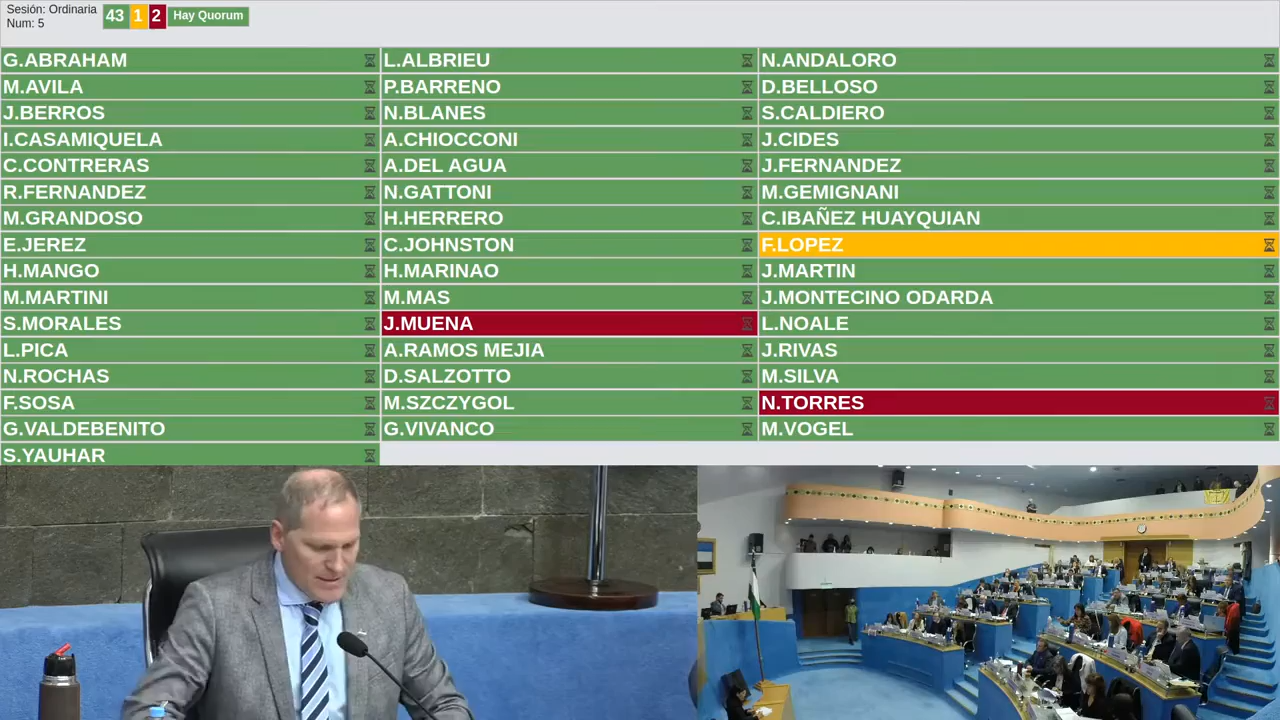 Sesión: Ordinaria
Num: 5
43 1 2 Hay Quorum
G.ABRAHAM L.ALBRIEU N.ANDALORO
M.AVILA P.BARRENO D.BELLOSO
J.BERROS N.BLANES S.CALDIERO
I.CASAMIQUELA A.CHIOCCONI J.CIDES
C.CONTRERAS A.DEL AGUA J.FERNANDEZ
R.FERNANDEZ N.GATTONI M.GEMIGNANI
M.GRANDOSO H.HERRERO C.IBAÑEZ HUAYQUIAN
E.JEREZ C.JOHNSTON F.LOPEZ
H.MANGO H.MARINAO J.MARTIN
M.MARTINI M.MAS J.MONTECINO ODARDA
S.MORALES J.MUENA L.NOALE
L.PICA A.RAMOS MEJIA J.RIVAS
N.ROCHAS D.SALZOTTO M.SILVA
F.SOSA M.SZCZYGOL N.TORRES
G.VALDEBENITO G.VIVANCO M.VOGEL
S.YAUHAR